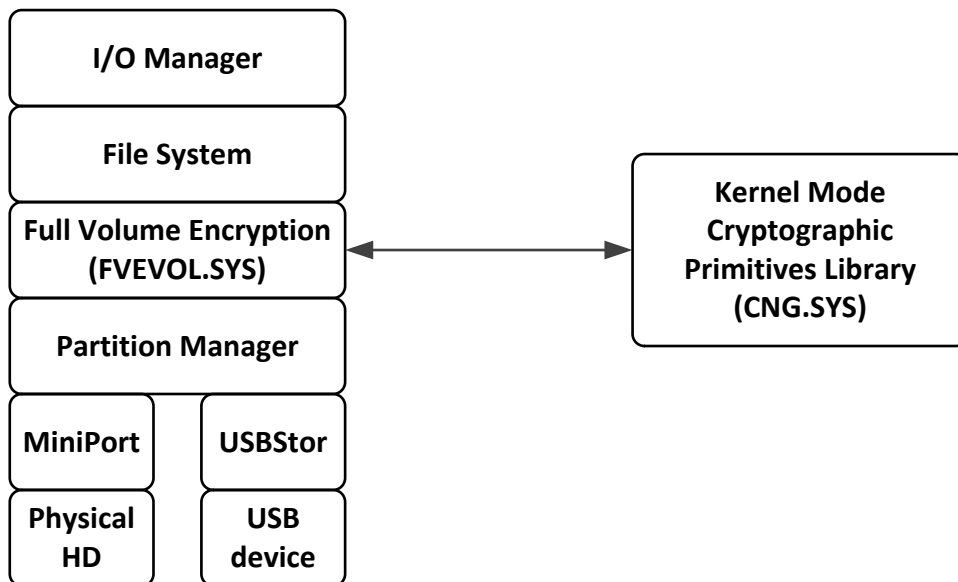 I/O Manager
File System
Full Volume Encryption
(FVEVOL.SYS)
Partition Manager
MiniPort
USBStor
Physical
HD
USB
device
Kernel Mode
Cryptographic
Primitives Library
(CNG.SYS)